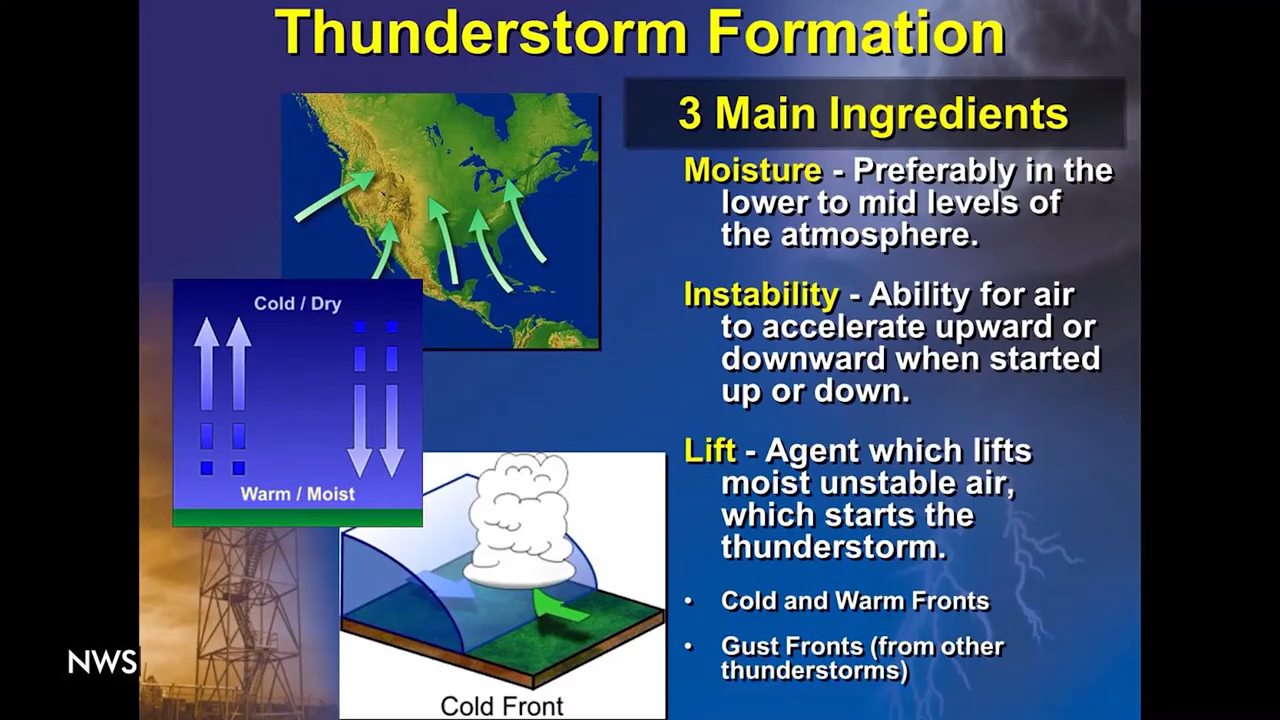 Thunderstorm Formation
3 Main Ingredients
Moisture - Preferably in the
lower to mid levels of
the atmosphere.
Instability - Ability for air
to accelerate upward or
downward when started
up or down.
Lift - Agent which lifts
moist unstable air,
which starts the
thunderstorm.
• Cold and Warm Fronts
• Gust Fronts (from other
thunderstorms)
Cold / Dry
Warm / Moist
Cold Front
NWS